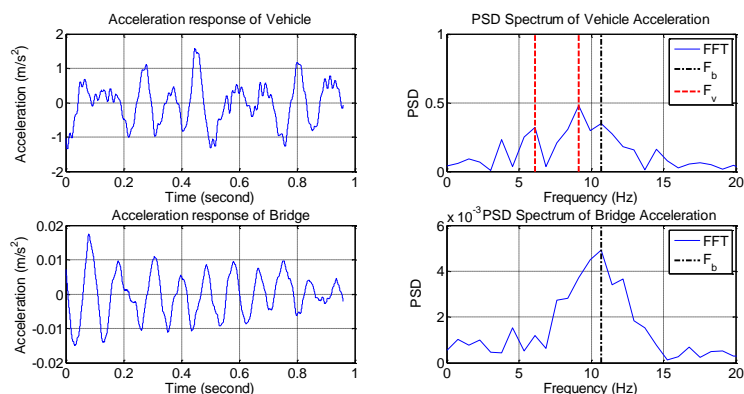 Acceleration response of Vehicle
Acceleration (m/s²)
2
1
0
-1
-2
0 0.2 0.4 0.6 0.8 1
Time (second)
PSD Spectrum of Vehicle Acceleration
PSD
1
0.5
0
0 5 10 15 20
Frequency (Hz)
FFT
F_b
F_v
Acceleration response of Bridge
Acceleration (m/s²)
0.02
0.01
0
-0.01
-0.02
0 0.2 0.4 0.6 0.8 1
Time (second)
x 10⁻³ PSD Spectrum of Bridge Acceleration
PSD
6
4
2
0
0 5 10 15 20
Frequency (Hz)
FFT
F_b